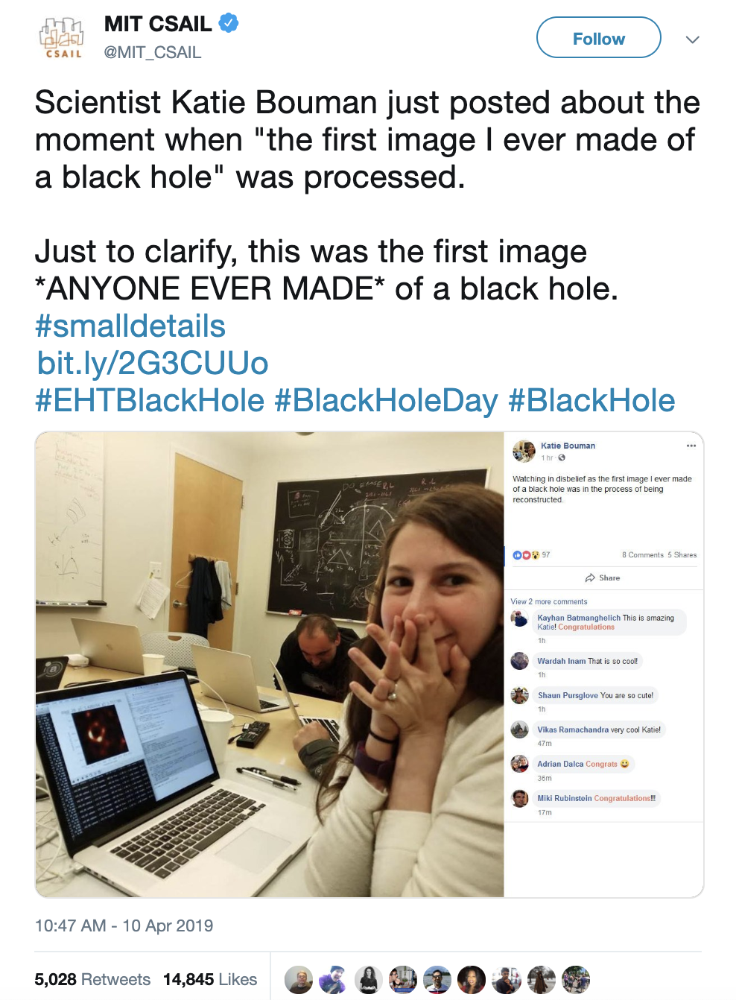 MIT CSAIL
CSAIL
@MIT_CSAIL
Follow
Scientist Katie Bouman just posted about the
moment when "the first image I ever made of
a black hole" was processed.
Just to clarify, this was the first image
*ANYONE EVER MADE* of a black hole.
#smalldetails
bit.ly/2G3CUUo
#EHTBlackHole #BlackHoleDay #BlackHole
Katie Bouman
1 hr
Watching in disbelief as the first image I ever made
of a black hole was in the process of being
reconstructed.
97
8 Comments 5 Shares
Share
View 2 more comments
Kayhan Batmanghelich This is amazing
Katie! Congratulations
1h
Wardah Inam That is so cool!
1h
Shaun Pursglove You are so cute!
1h
Vikas Ramachandra very cool Katie!
47m
Adrian Dalca Congrats 😀
36m
Miki Rubinstein Congratulations!!!
17m
10:47 AM - 10 Apr 2019
5,028 Retweets 14,845 Likes